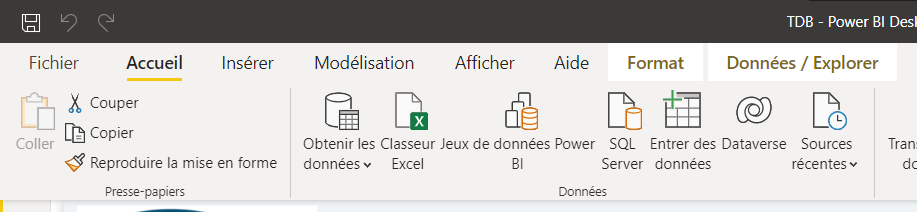 TDB - Power BI Desk
Fichier Accueil Insérer Modélisation Afficher Aide Format Données / Explorer
Coller
Couper
Copier
Reproduire la mise en forme
Presse-papiers
Obtenir les
données
Classeur
Excel
Jeux de données Power
BI
SQL
Server
Entrer des
données
Dataverse
Sources
récentes
Données